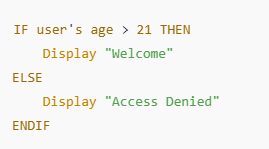 IF user's age > 21 THEN
    Display "Welcome"
ELSE
    Display "Access Denied"
ENDIF